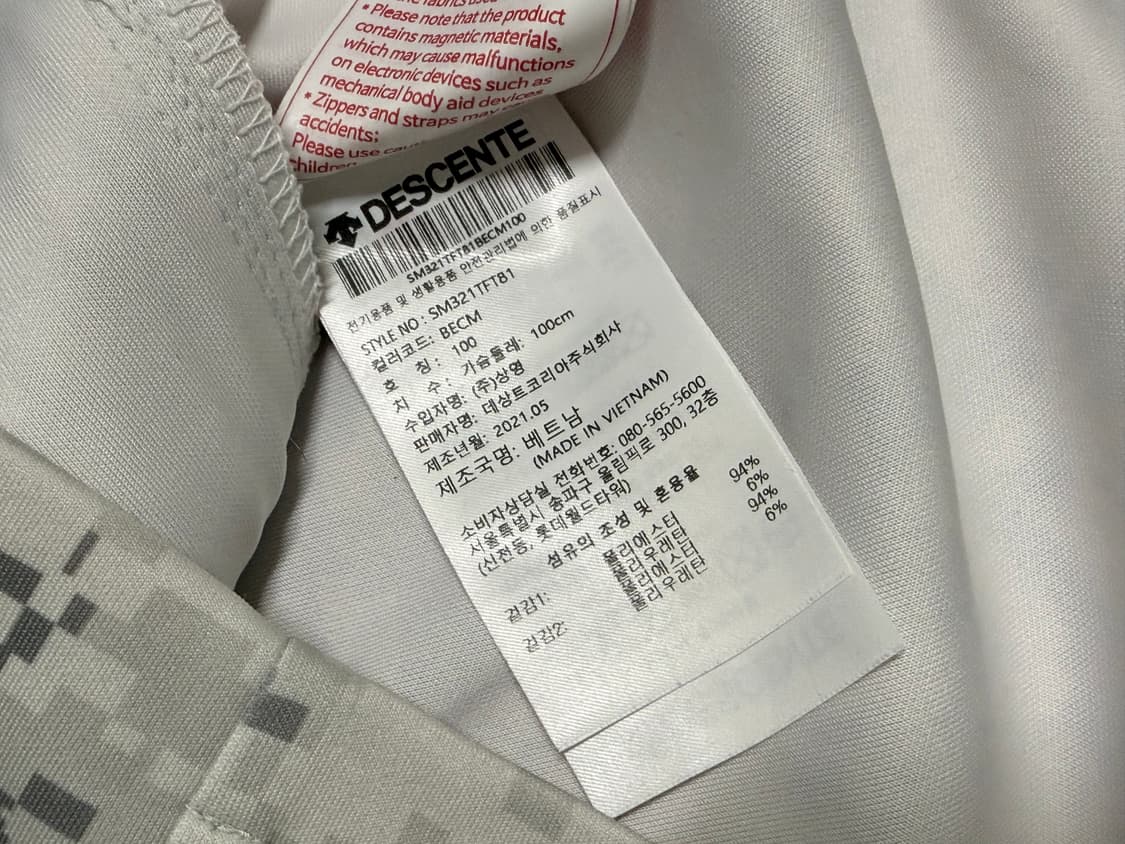 * Please note that the product
contains magnetic materials,
which may cause malfunctions
on electronic devices such as
mechanical body aid devices
* Zippers and straps may
accidents;
Please use
DESCENTE
SM321TFT81BECM100
전기용품 및 생활용품 안전관리법에 의한 품질표시
STYLE NO : SM321TFT81
컬러코드: BECM
호 칭: 100
치 수: 가슴둘레: 100cm
수입자명: (주)상영
판매자명: 데상트코리아주식회사
제조년월: 2021.05
제조국명: 베트남
(MADE IN VIETNAM)
소비자상담실 전화번호: 080-565-5600
서울특별시 송파구 올림픽로 300, 32층
(신천동, 롯데월드타워)
섬유의 조성 및 혼용율
겉감1: 폴리에스터 94%
폴리우레탄 6%
겉감2: 폴리에스터 94%
폴리우레탄 6%